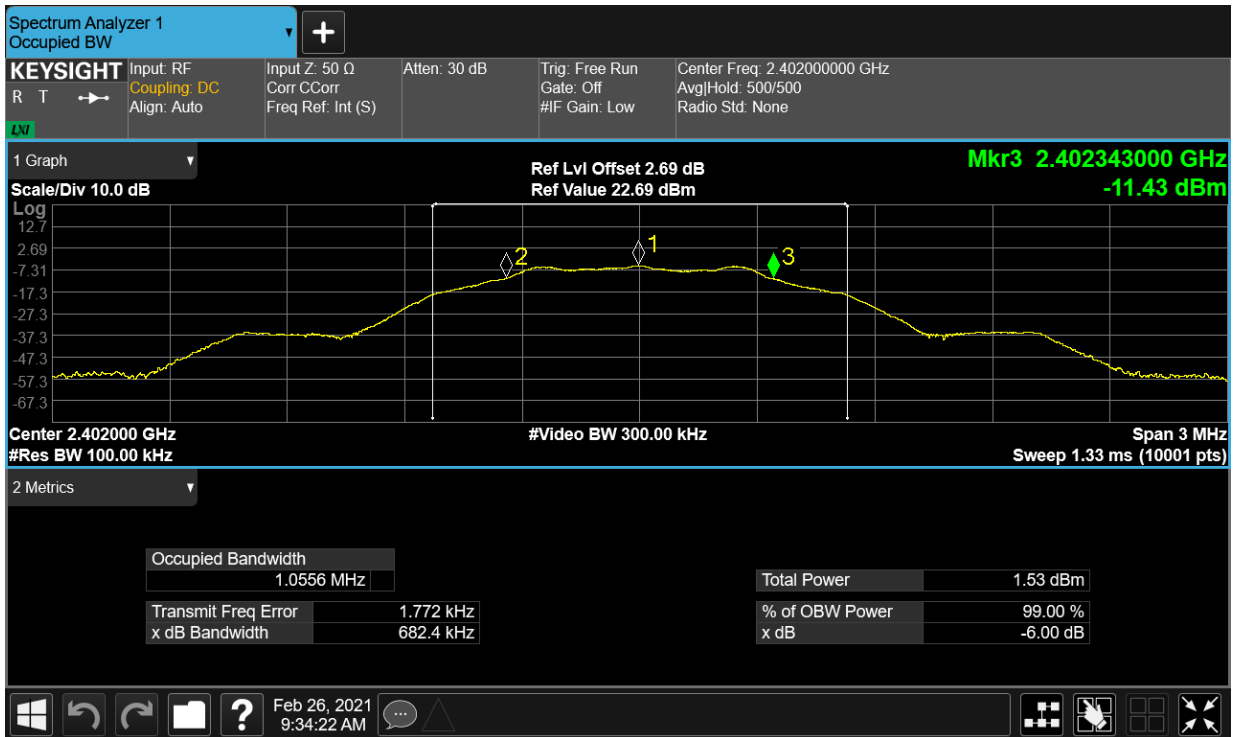 Spectrum Analyzer 1
Occupied BW
+
KEYSIGHT
R T
LXI
Input: RF
Coupling: DC
Align: Auto
Input Z: 50 Ω
Corr CCorr
Freq Ref: Int (S)
Atten: 30 dB
Trig: Free Run
Gate: Off
#IF Gain: Low
Center Freq: 2.402000000 GHz
Avg|Hold: 500/500
Radio Std: None
1 Graph
Scale/Div 10.0 dB
Ref Lvl Offset 2.69 dB
Ref Value 22.69 dBm
Mkr3 2.402343000 GHz
-11.43 dBm
Log
12.7
2.69
-7.31
-17.3
-27.3
-37.3
-47.3
-57.3
-67.3
2
1
3
Center 2.402000 GHz
#Video BW 300.00 kHz
Span 3 MHz
#Res BW 100.00 kHz
Sweep 1.33 ms (10001 pts)
2 Metrics
Occupied Bandwidth
1.0556 MHz
Transmit Freq Error 1.772 kHz
x dB Bandwidth 682.4 kHz
Total Power 1.53 dBm
% of OBW Power 99.00 %
x dB -6.00 dB
?
Feb 26, 2021
9:34:22 AM